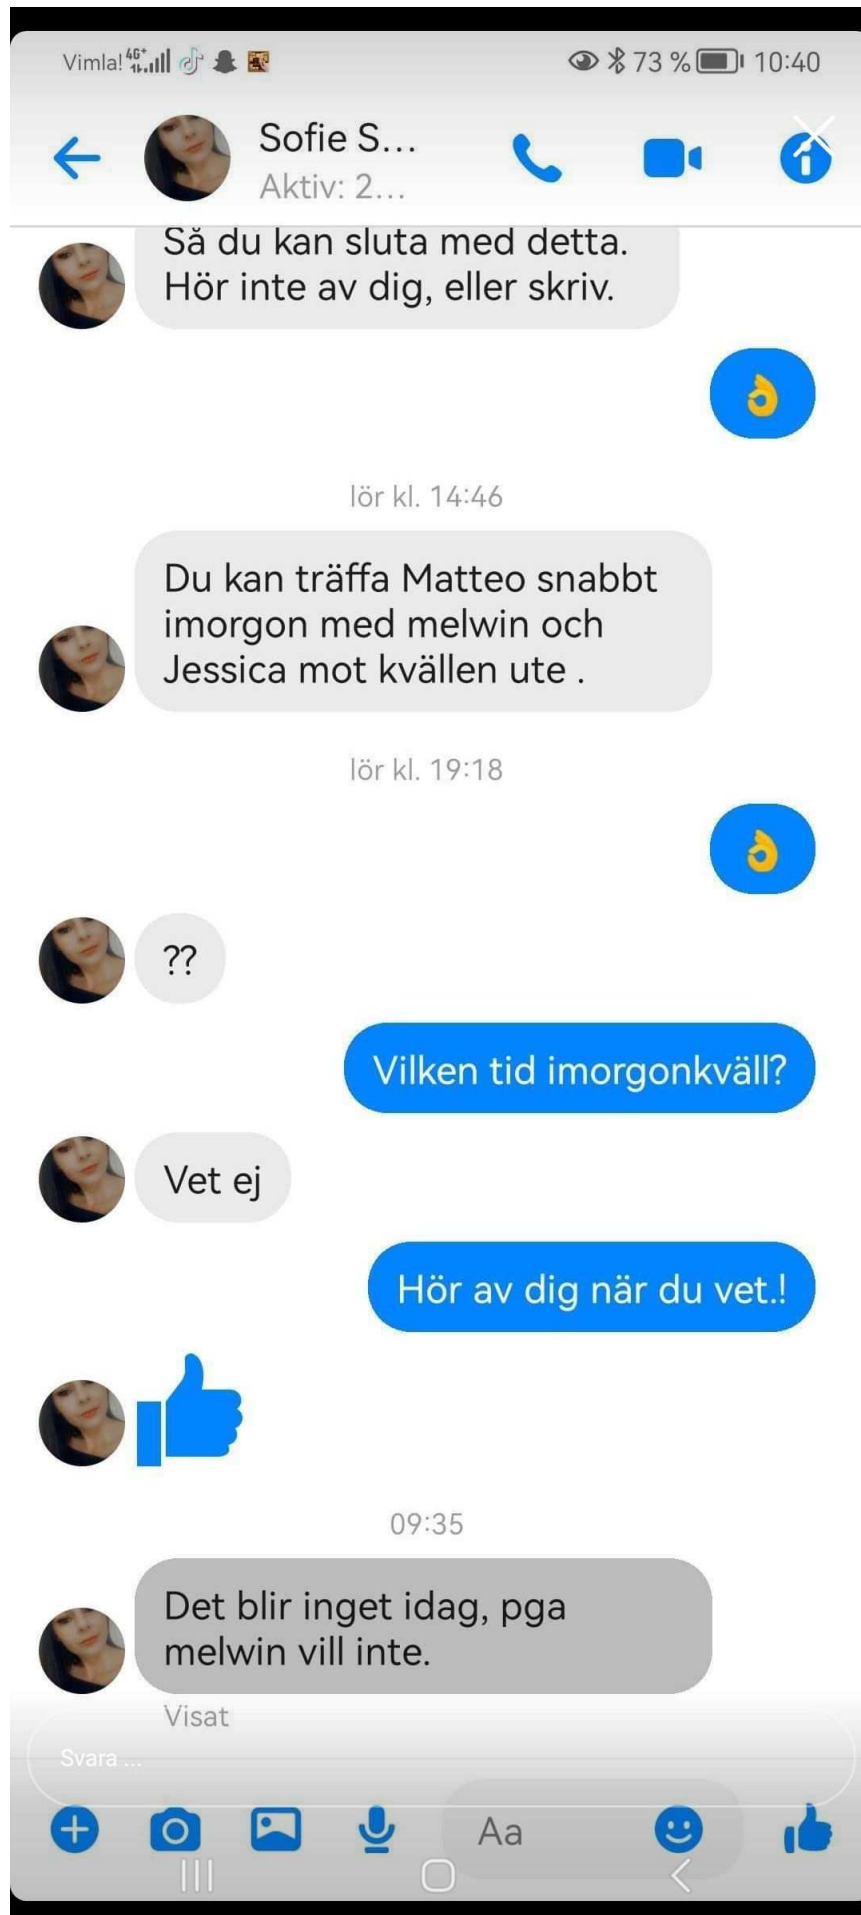 Vimla! 4G+ 73 % 10:40
Sofie S...
Aktiv: 2...
Så du kan sluta med detta.
Hör inte av dig, eller skriv.
👌
lör kl. 14:46
Du kan träffa Matteo snabbt
imorgon med melwin och
Jessica mot kvällen ute .
lör kl. 19:18
👌
??
Vilken tid imorgonkväll?
Vet ej
Hör av dig när du vet.!
09:35
Det blir inget idag, pga
melwin vill inte.
Visat
Svara ...
Aa